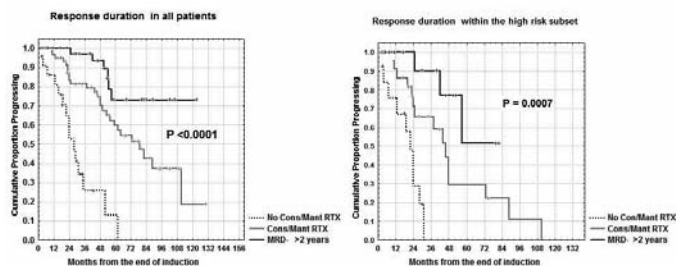 Response duration in all patients
Cumulative Proportion Progressing
1.0
0.9
0.8
0.7
0.6
0.5
0.4
0.3
0.2
0.1
0.0
P <0.0001
0 12 24 36 48 60 72 84 96 108 120 132 144 156
Months from the end of induction
No Cons/Mant RTX
Cons/Mant RTX
MRD- >2 years
Response duration within the high risk subset
Cumulative Proportion Progressing
1.0
0.9
0.8
0.7
0.6
0.5
0.4
0.3
0.2
0.1
0.0
P = 0.0007
0 12 24 36 48 60 72 84 96 108 120 132
Months from the end of induction
No Cons/Mant RTX
Cons/Mant RTX
MRD- >2 years